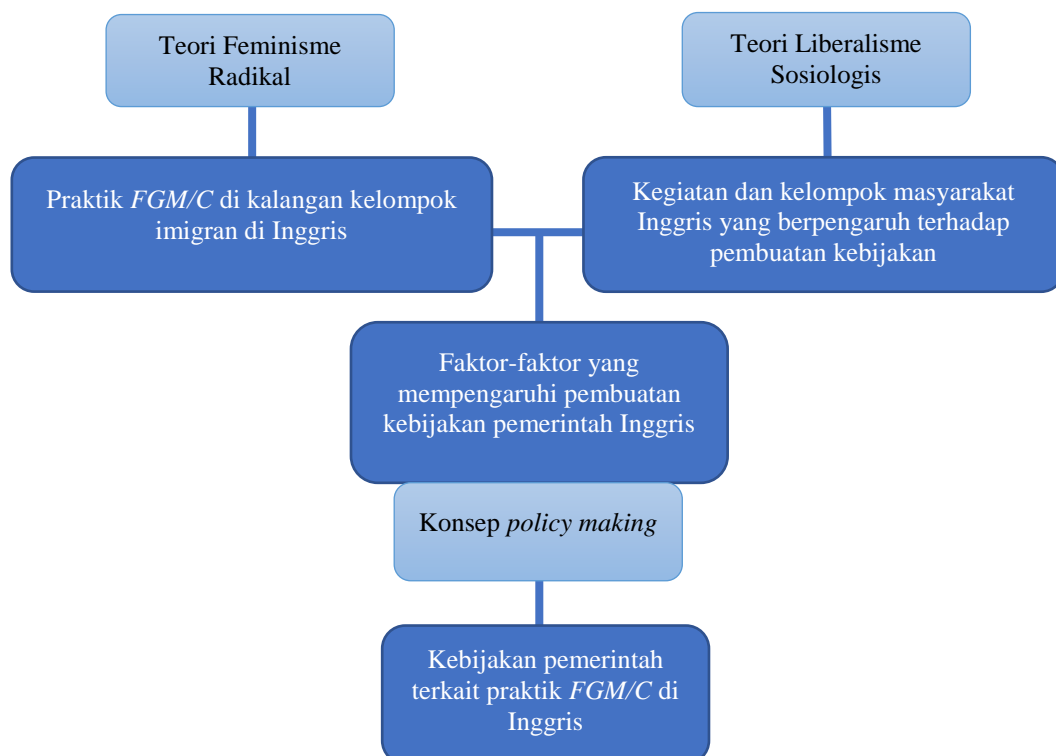 Teori Feminisme
Radikal
Teori Liberalisme
Sosiologis
Praktik FGM/C di kalangan kelompok
imigran di Inggris
Kegiatan dan kelompok masyarakat
Inggris yang berpengaruh terhadap
pembuatan kebijakan
Faktor-faktor yang
mempengaruhi pembuatan
kebijakan pemerintah Inggris
Konsep policy making
Kebijakan pemerintah
terkait praktik FGM/C di
Inggris